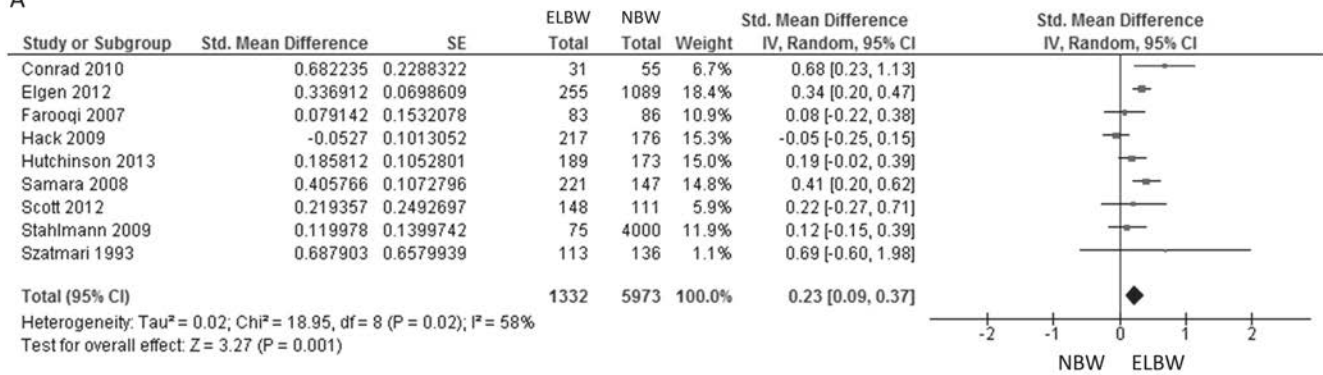 A
ELBW NBW Std. Mean Difference Std. Mean Difference
Study or Subgroup Std. Mean Difference SE Total Total Weight IV, Random, 95% CI IV, Random, 95% CI
Conrad 2010 0.682235 0.2288322 31 55 6.7% 0.68 [0.23, 1.13]
Elgen 2012 0.336912 0.0698609 255 1089 18.4% 0.34 [0.20, 0.47]
Farooqi 2007 0.079142 0.1532078 83 86 10.9% 0.08 [-0.22, 0.38]
Hack 2009 -0.0527 0.1013052 217 176 15.3% -0.05 [-0.25, 0.15]
Hutchinson 2013 0.185812 0.1052801 189 173 15.0% 0.19 [-0.02, 0.39]
Samara 2008 0.405766 0.1072796 221 147 14.8% 0.41 [0.20, 0.62]
Scott 2012 0.219357 0.2492697 148 111 5.9% 0.22 [-0.27, 0.71]
Stahlmann 2009 0.119978 0.1399742 75 4000 11.9% 0.12 [-0.15, 0.39]
Szatmari 1993 0.687903 0.6579939 113 136 1.1% 0.69 [-0.60, 1.98]
Total (95% CI) 1332 5973 100.0% 0.23 [0.09, 0.37]
Heterogeneity: Tau² = 0.02; Chi² = 18.95, df = 8 (P = 0.02); I² = 58%
Test for overall effect: Z = 3.27 (P = 0.001)
-2 -1 0 1 2
NBW ELBW